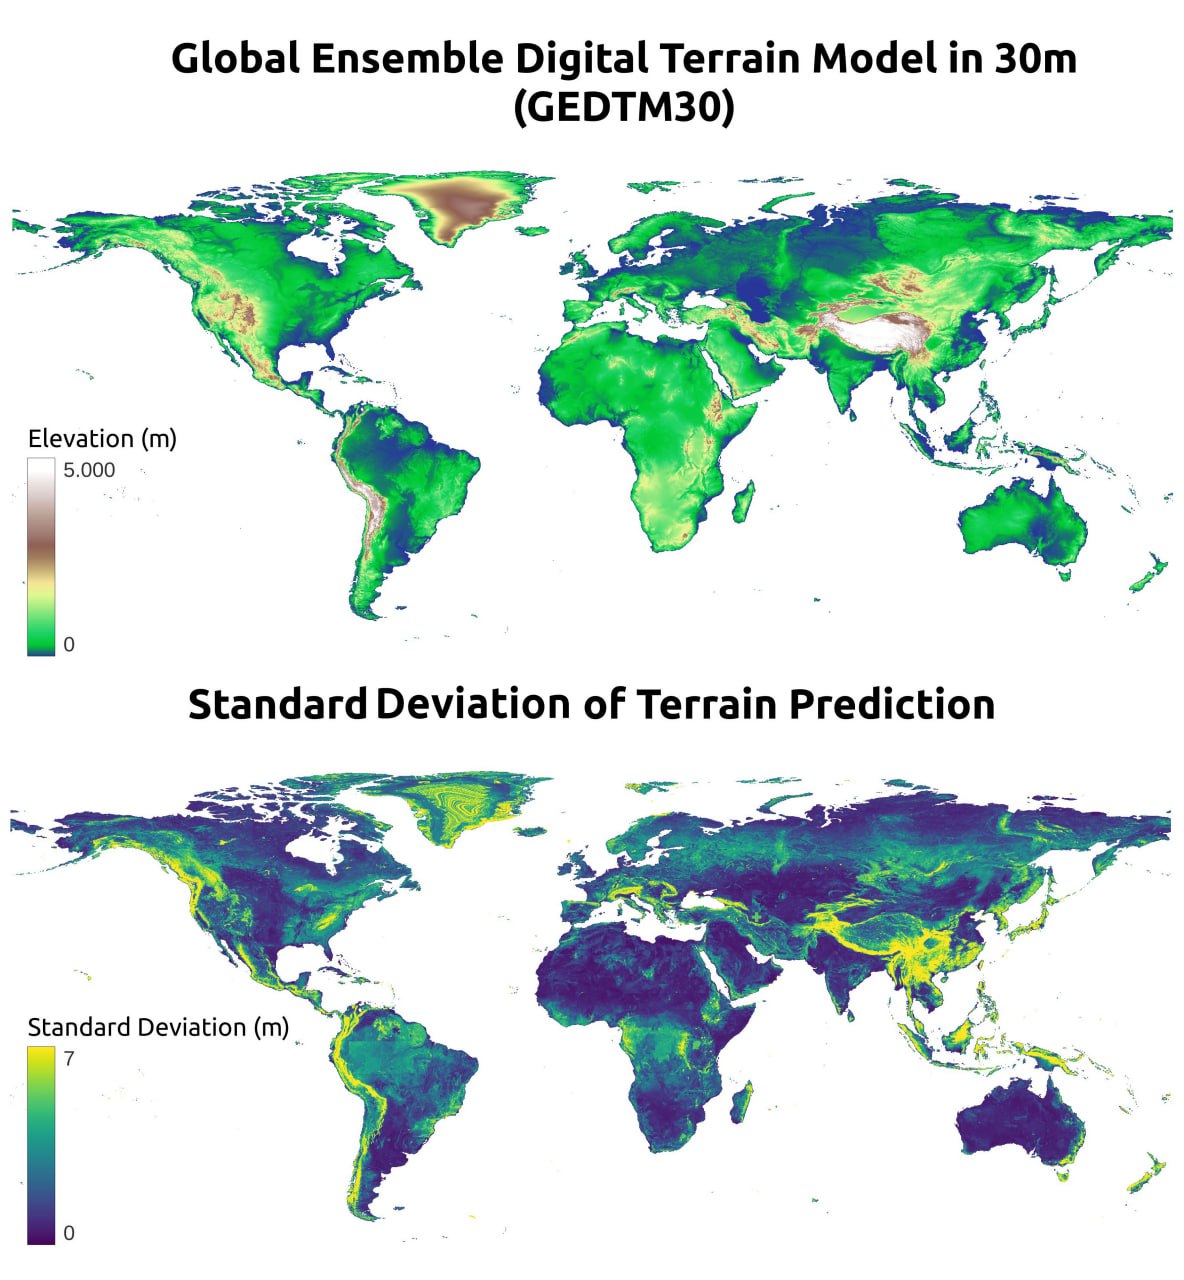 Global Ensemble Digital Terrain Model in 30m
(GEDTM30)
Elevation (m)
5.000
0
Standard Deviation of Terrain Prediction
Standard Deviation (m)
7
0